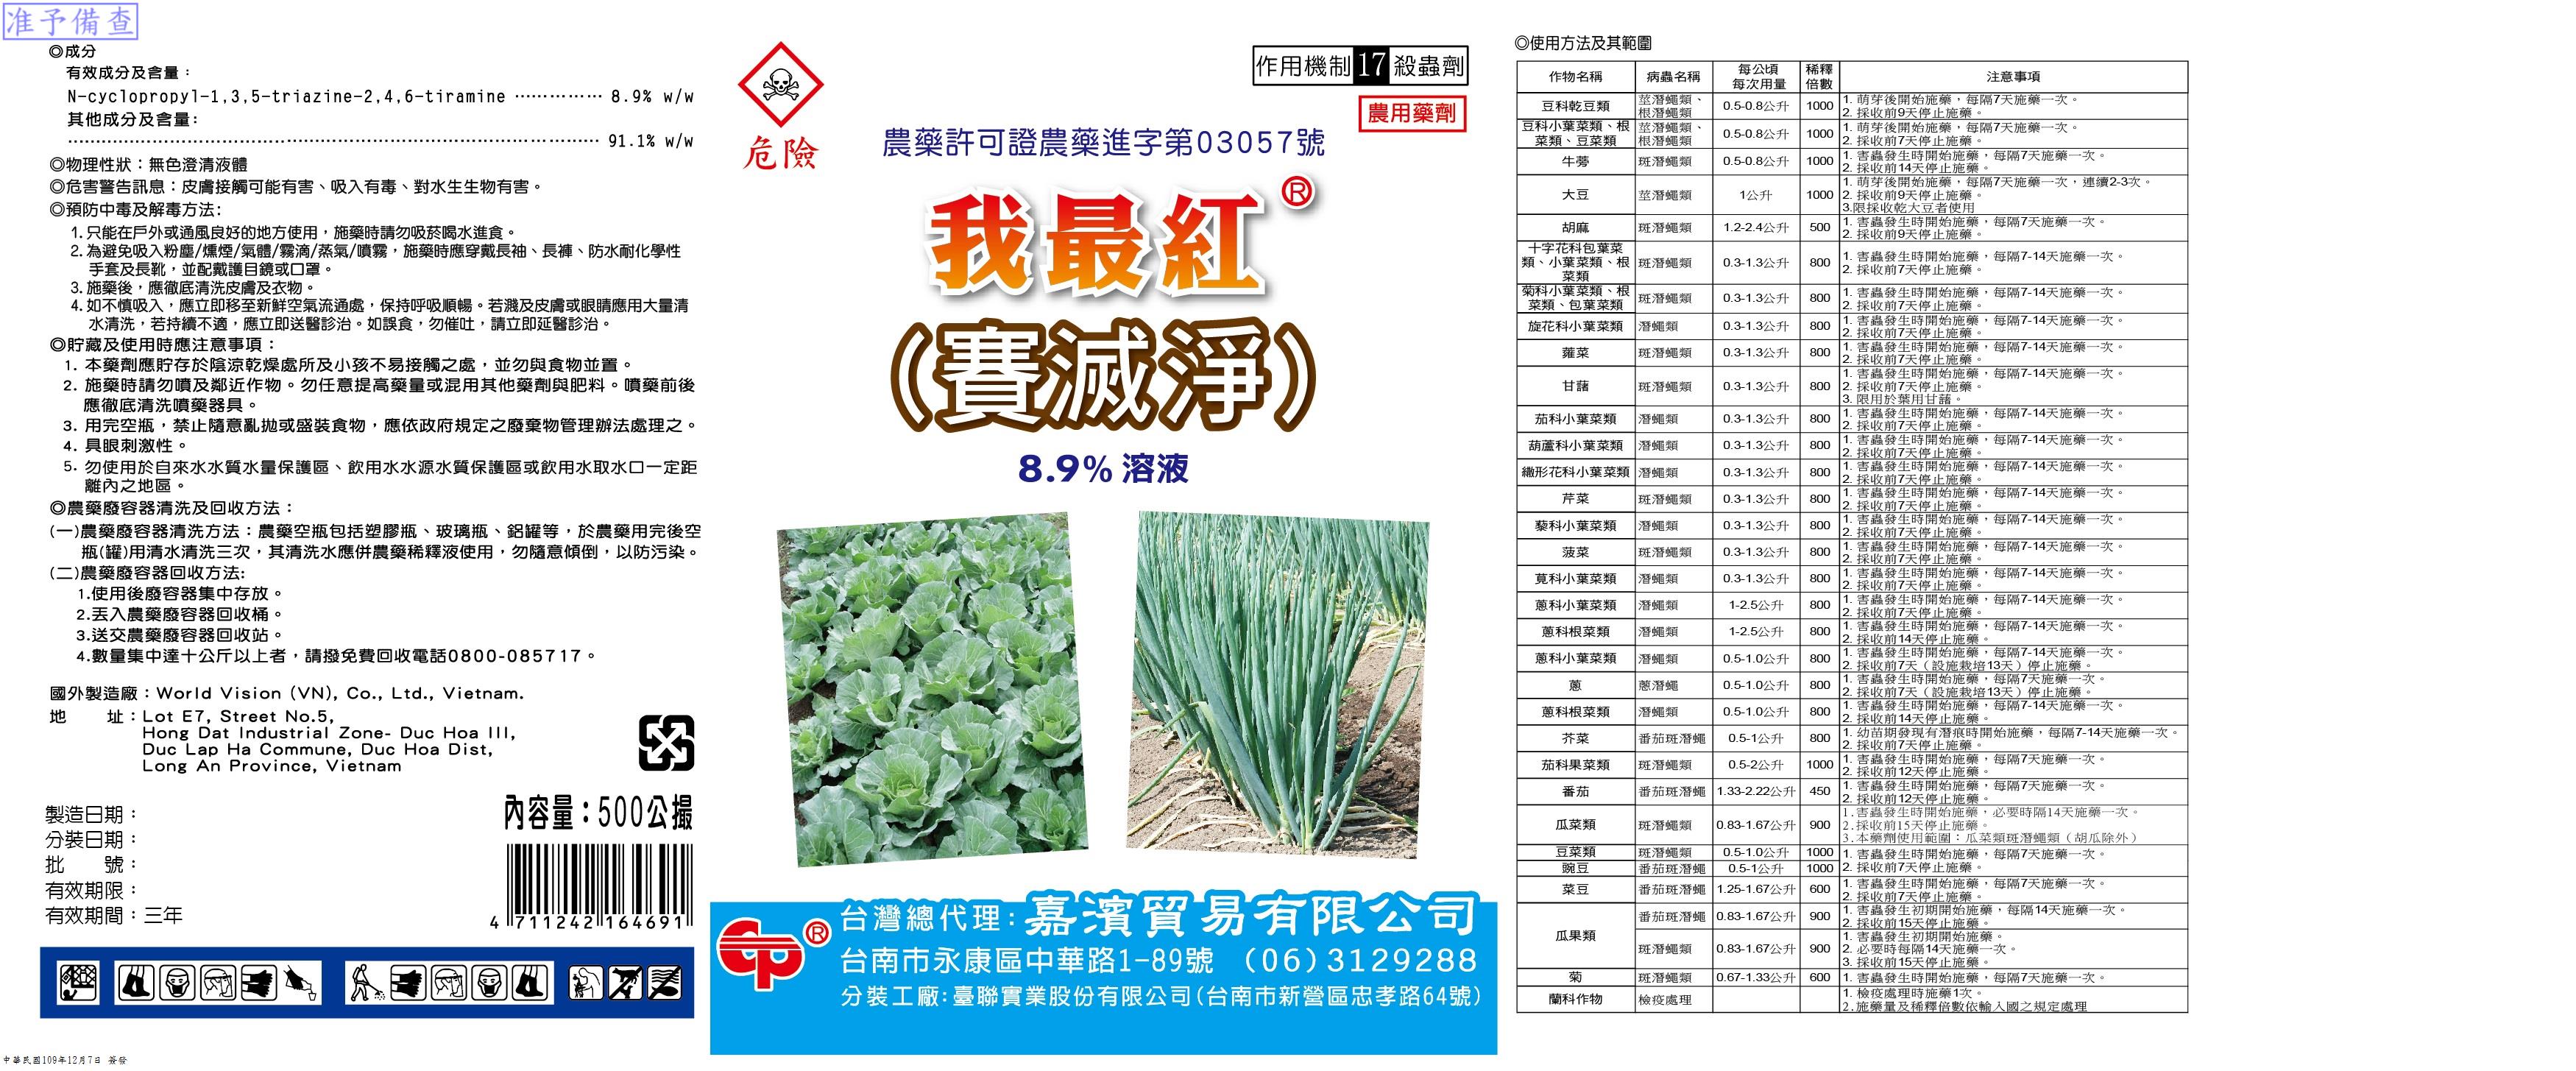 准予備查
◎成分
有效成分及含量：
N-cyclopropyl-1,3,5-triazine-2,4,6-tiramine ⋯⋯⋯⋯⋯ 8.9% w/w
其他成分及含量:
⋯⋯⋯⋯⋯⋯⋯⋯⋯⋯⋯⋯⋯⋯⋯⋯⋯⋯⋯⋯⋯⋯⋯⋯⋯⋯⋯⋯⋯ 91.1% w/w
◎物理性狀：無色澄清液體
◎危害警告訊息：皮膚接觸可能有害、吸入有毒、對水生生物有害。
◎預防中毒及解毒方法:
1. 只能在戶外或通風良好的地方使用，施藥時請勿吸菸喝水進食。
2. 為避免吸入粉塵/燻煙/氣體/霧滴/蒸氣/噴霧，施藥時應穿戴長袖、長褲、防水耐化學性
手套及長靴，並配戴護目鏡或口罩。
3. 施藥後，應徹底清洗皮膚及衣物。
4. 如不慎吸入，應立即移至新鮮空氣流通處，保持呼吸順暢。若濺及皮膚或眼睛應用大量清
水清洗，若持續不適，應立即送醫診治。如誤食，勿催吐，請立即延醫診治。
◎貯藏及使用時應注意事項：
1. 本藥劑應貯存於陰涼乾燥處所及小孩不易接觸之處，並勿與食物並置。
2. 施藥時請勿噴及鄰近作物。勿任意提高藥量或混用其他藥劑與肥料。噴藥前後
應徹底清洗噴藥器具。
3. 用完空瓶，禁止隨意亂拋或盛裝食物，應依政府規定之廢棄物管理辦法處理之。
4. 具眼刺激性。
5. 勿使用於自來水水質水量保護區、飲用水水源水質保護區或飲用水取水口一定距
離內之地區。
◎農藥廢容器清洗及回收方法：
(一)農藥廢容器清洗方法：農藥空瓶包括塑膠瓶、玻璃瓶、鋁罐等，於農藥用完後空
瓶(罐)用清水清洗三次，其清洗水應併農藥稀釋液使用，勿隨意傾倒，以防污染。
(二)農藥廢容器回收方法:
1.使用後廢容器集中存放。
2.丟入農藥廢容器回收桶。
3.送交農藥廢容器回收站。
4.數量集中達十公斤以上者，請撥免費回收電話0800-085717。
國外製造廠：World Vision (VN), Co., Ltd., Vietnam.
地　　址：Lot E7, Street No.5,
Hong Dat Industrial Zone- Duc Hoa III,
Duc Lap Ha Commune, Duc Hoa Dist,
Long An Province, Vietnam
製造日期：
分裝日期：
批　　號：
有效期限：
有效期間：三年
內容量：500公撮
4 711242 164691
中華民國109年12月7日 簽發
危險
作用機制 17 殺蟲劑
農用藥劑
農藥許可證農藥進字第03057號
我最紅®
(賽滅淨)
8.9% 溶液
CP®
台灣總代理：嘉濱貿易有限公司
台南市永康區中華路1-89號 (06)3129288
分裝工廠：臺聯實業股份有限公司(台南市新營區忠孝路64號)
◎使用方法及其範圍
作物名稱 病蟲名稱 每公頃每次用量 稀釋倍數 注意事項
豆科乾豆類 莖潛蠅類、根潛蠅類 0.5-0.8公升 1000 1. 萌芽後開始施藥，每隔7天施藥一次。
2. 採收前9天停止施藥。
豆科小葉菜類、根菜類、豆菜類 莖潛蠅類、根潛蠅類 0.5-0.8公升 1000 1. 萌芽後開始施藥，每隔7天施藥一次。
2. 採收前7天停止施藥。
牛蒡 斑潛蠅類 0.5-0.8公升 1000 1. 害蟲發生時開始施藥，每隔7天施藥一次。
2. 採收前14天停止施藥。
大豆 莖潛蠅類 1公升 1000 1. 萌芽後開始施藥，每隔7天施藥一次，連續2-3次。
2. 採收前9天停止施藥。
3.限採收乾大豆者使用
胡麻 斑潛蠅類 1.2-2.4公升 500 1. 害蟲發生時開始施藥，每隔7天施藥一次。
2. 採收前9天停止施藥。
十字花科包葉菜類、小葉菜類、根菜類 斑潛蠅類 0.3-1.3公升 800 1. 害蟲發生時開始施藥，每隔7-14天施藥一次。
2. 採收前7天停止施藥。
菊科小葉菜類、根菜類、包葉菜類 斑潛蠅類 0.3-1.3公升 800 1. 害蟲發生時開始施藥，每隔7-14天施藥一次。
2. 採收前7天停止施藥
旋花科小葉菜類 潛蠅類 0.3-1.3公升 800 1. 害蟲發生時開始施藥，每隔7-14天施藥一次。
2. 採收前7天停止施藥。
蕹菜 斑潛蠅類 0.3-1.3公升 800 1. 害蟲發生時開始施藥，每隔7-14天施藥一次。
2. 採收前7天停止施藥。
甘藷 斑潛蠅類 0.3-1.3公升 800 1. 害蟲發生時開始施藥，每隔7-14天施藥一次。
2. 採收前7天停止施藥。
3. 限用於葉用甘藷。
茄科小葉菜類 潛蠅類 0.3-1.3公升 800 1. 害蟲發生時開始施藥，每隔7-14天施藥一次。
2. 採收前7天停止施藥。
葫蘆科小葉菜類 潛蠅類 0.3-1.3公升 800 1. 害蟲發生時開始施藥，每隔7-14天施藥一次。
2. 採收前7天停止施藥。
繖形花科小葉菜類 潛蠅類 0.3-1.3公升 800 1. 害蟲發生時開始施藥，每隔7-14天施藥一次。
2. 採收前7天停止施藥。
芹菜 斑潛蠅類 0.3-1.3公升 800 1. 害蟲發生時開始施藥，每隔7-14天施藥一次。
2. 採收前7天停止施藥。
藜科小葉菜類 潛蠅類 0.3-1.3公升 800 1. 害蟲發生時開始施藥，每隔7-14天施藥一次。
2. 採收前7天停止施藥。
菠菜 斑潛蠅類 0.3-1.3公升 800 1. 害蟲發生時開始施藥，每隔7-14天施藥一次。
2. 採收前7天停止施藥。
莧科小葉菜類 潛蠅類 0.3-1.3公升 800 1. 害蟲發生時開始施藥，每隔7-14天施藥一次。
2. 採收前7天停止施藥。
蔥科小葉菜類 潛蠅類 1-2.5公升 800 1. 害蟲發生時開始施藥，每隔7-14天施藥一次。
2. 採收前7天停止施藥。
蔥科根菜類 潛蠅類 1-2.5公升 800 1. 害蟲發生時開始施藥，每隔7-14天施藥一次。
2. 採收前14天停止施藥。
蔥科小葉菜類 潛蠅類 0.5-1.0公升 800 1. 害蟲發生時開始施藥，每隔7-14天施藥一次。
2. 採收前7天（設施栽培13天）停止施藥。
蔥 蔥潛蠅 0.5-1.0公升 800 1. 害蟲發生時開始施藥，每隔7天施藥一次。
2. 採收前7天（設施栽培13天）停止施藥。
蔥科根菜類 潛蠅類 0.5-1.0公升 800 1. 害蟲發生時開始施藥，每隔7-14天施藥一次。
2. 採收前14天停止施藥。
芥菜 番茄斑潛蠅 0.5-1公升 800 1. 幼苗期發現有潛痕時開始施藥，每隔7-14天施藥一次。
2. 採收前7天停止施藥。
茄科果菜類 斑潛蠅類 0.5-2公升 1000 1. 害蟲發生時開始施藥，每隔7天施藥一次。
2. 採收前12天停止施藥。
番茄 番茄斑潛蠅 1.33-2.22公升 450 1. 害蟲發生時開始施藥，每隔7天施藥一次。
2. 採收前12天停止施藥。
瓜菜類 斑潛蠅類 0.83-1.67公升 900 1.害蟲發生時開始施藥，必要時隔14天施藥一次。
2.採收前15天停止施藥。
3.本藥劑使用範圍：瓜菜類斑潛蠅類（胡瓜除外）
豆菜類 斑潛蠅類 0.5-1.0公升 1000 1. 害蟲發生時開始施藥，每隔7天施藥一次。
豌豆 番茄斑潛蠅 0.5-1公升 1000 2. 採收前7天停止施藥。
菜豆 番茄斑潛蠅 1.25-1.67公升 600 1. 害蟲發生時開始施藥，每隔7天施藥一次。
2. 採收前7天停止施藥。
瓜果類 番茄斑潛蠅 0.83-1.67公升 900 1. 害蟲發生初期開始施藥，每隔14天施藥一次。
2. 採收前15天停止施藥。
斑潛蠅類 0.83-1.67公升 900 1. 害蟲發生初期開始施藥。
2. 必要時每隔14天施藥一次。
3. 採收前15天停止施藥。
菊 斑潛蠅類 0.67-1.33公升 600 1. 害蟲發生時開始施藥，每隔7天施藥一次。
蘭科作物 檢疫處理 1. 檢疫處理時施藥1次。
2.施藥量及稀釋倍數依輸入國之規定處理